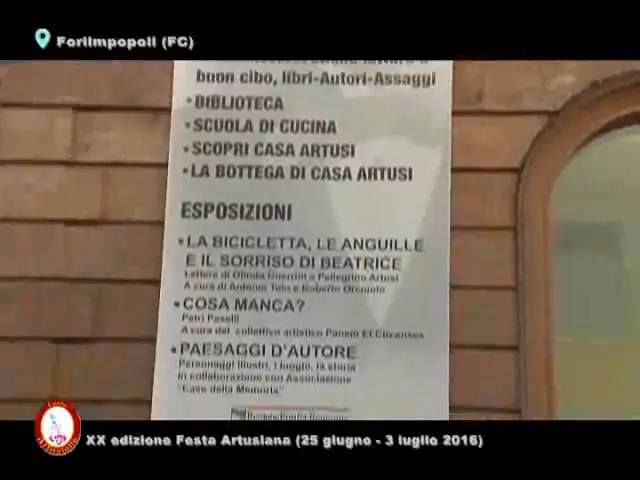 Forlimpopoli (FC)
buon cibo, libri-Autori-Assaggi
•BIBLIOTECA
•SCUOLA DI CUCINA
•SCOPRI CASA ARTUSI
•LA BOTTEGA DI CASA ARTUSI
ESPOSIZIONI
•LA BICICLETTA, LE ANGUILLE
E IL SORRISO DI BEATRICE
Lettere di Olindo Guerrini a Pellegrino Artusi
A cura di Antonio Tolo e Roberto
•COSA MANCA?
Petri Paselli
A cura del collettivo artistico Panem Et Circenses
•PAESAGGI D'AUTORE
Personaggi illustri, i luoghi, la storia
in collaborazione con Associazione
"Case della Memoria"
XX edizione Festa Artusiana (25 giugno - 3 luglio 2016)